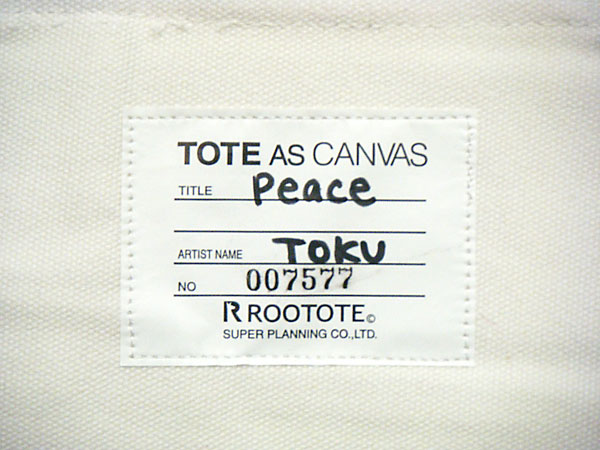 TOTE AS CANVAS
TITLE Peace
ARTIST NAME TOKU
NO 007577
R ROOTOTE©
SUPER PLANNING CO.,LTD.